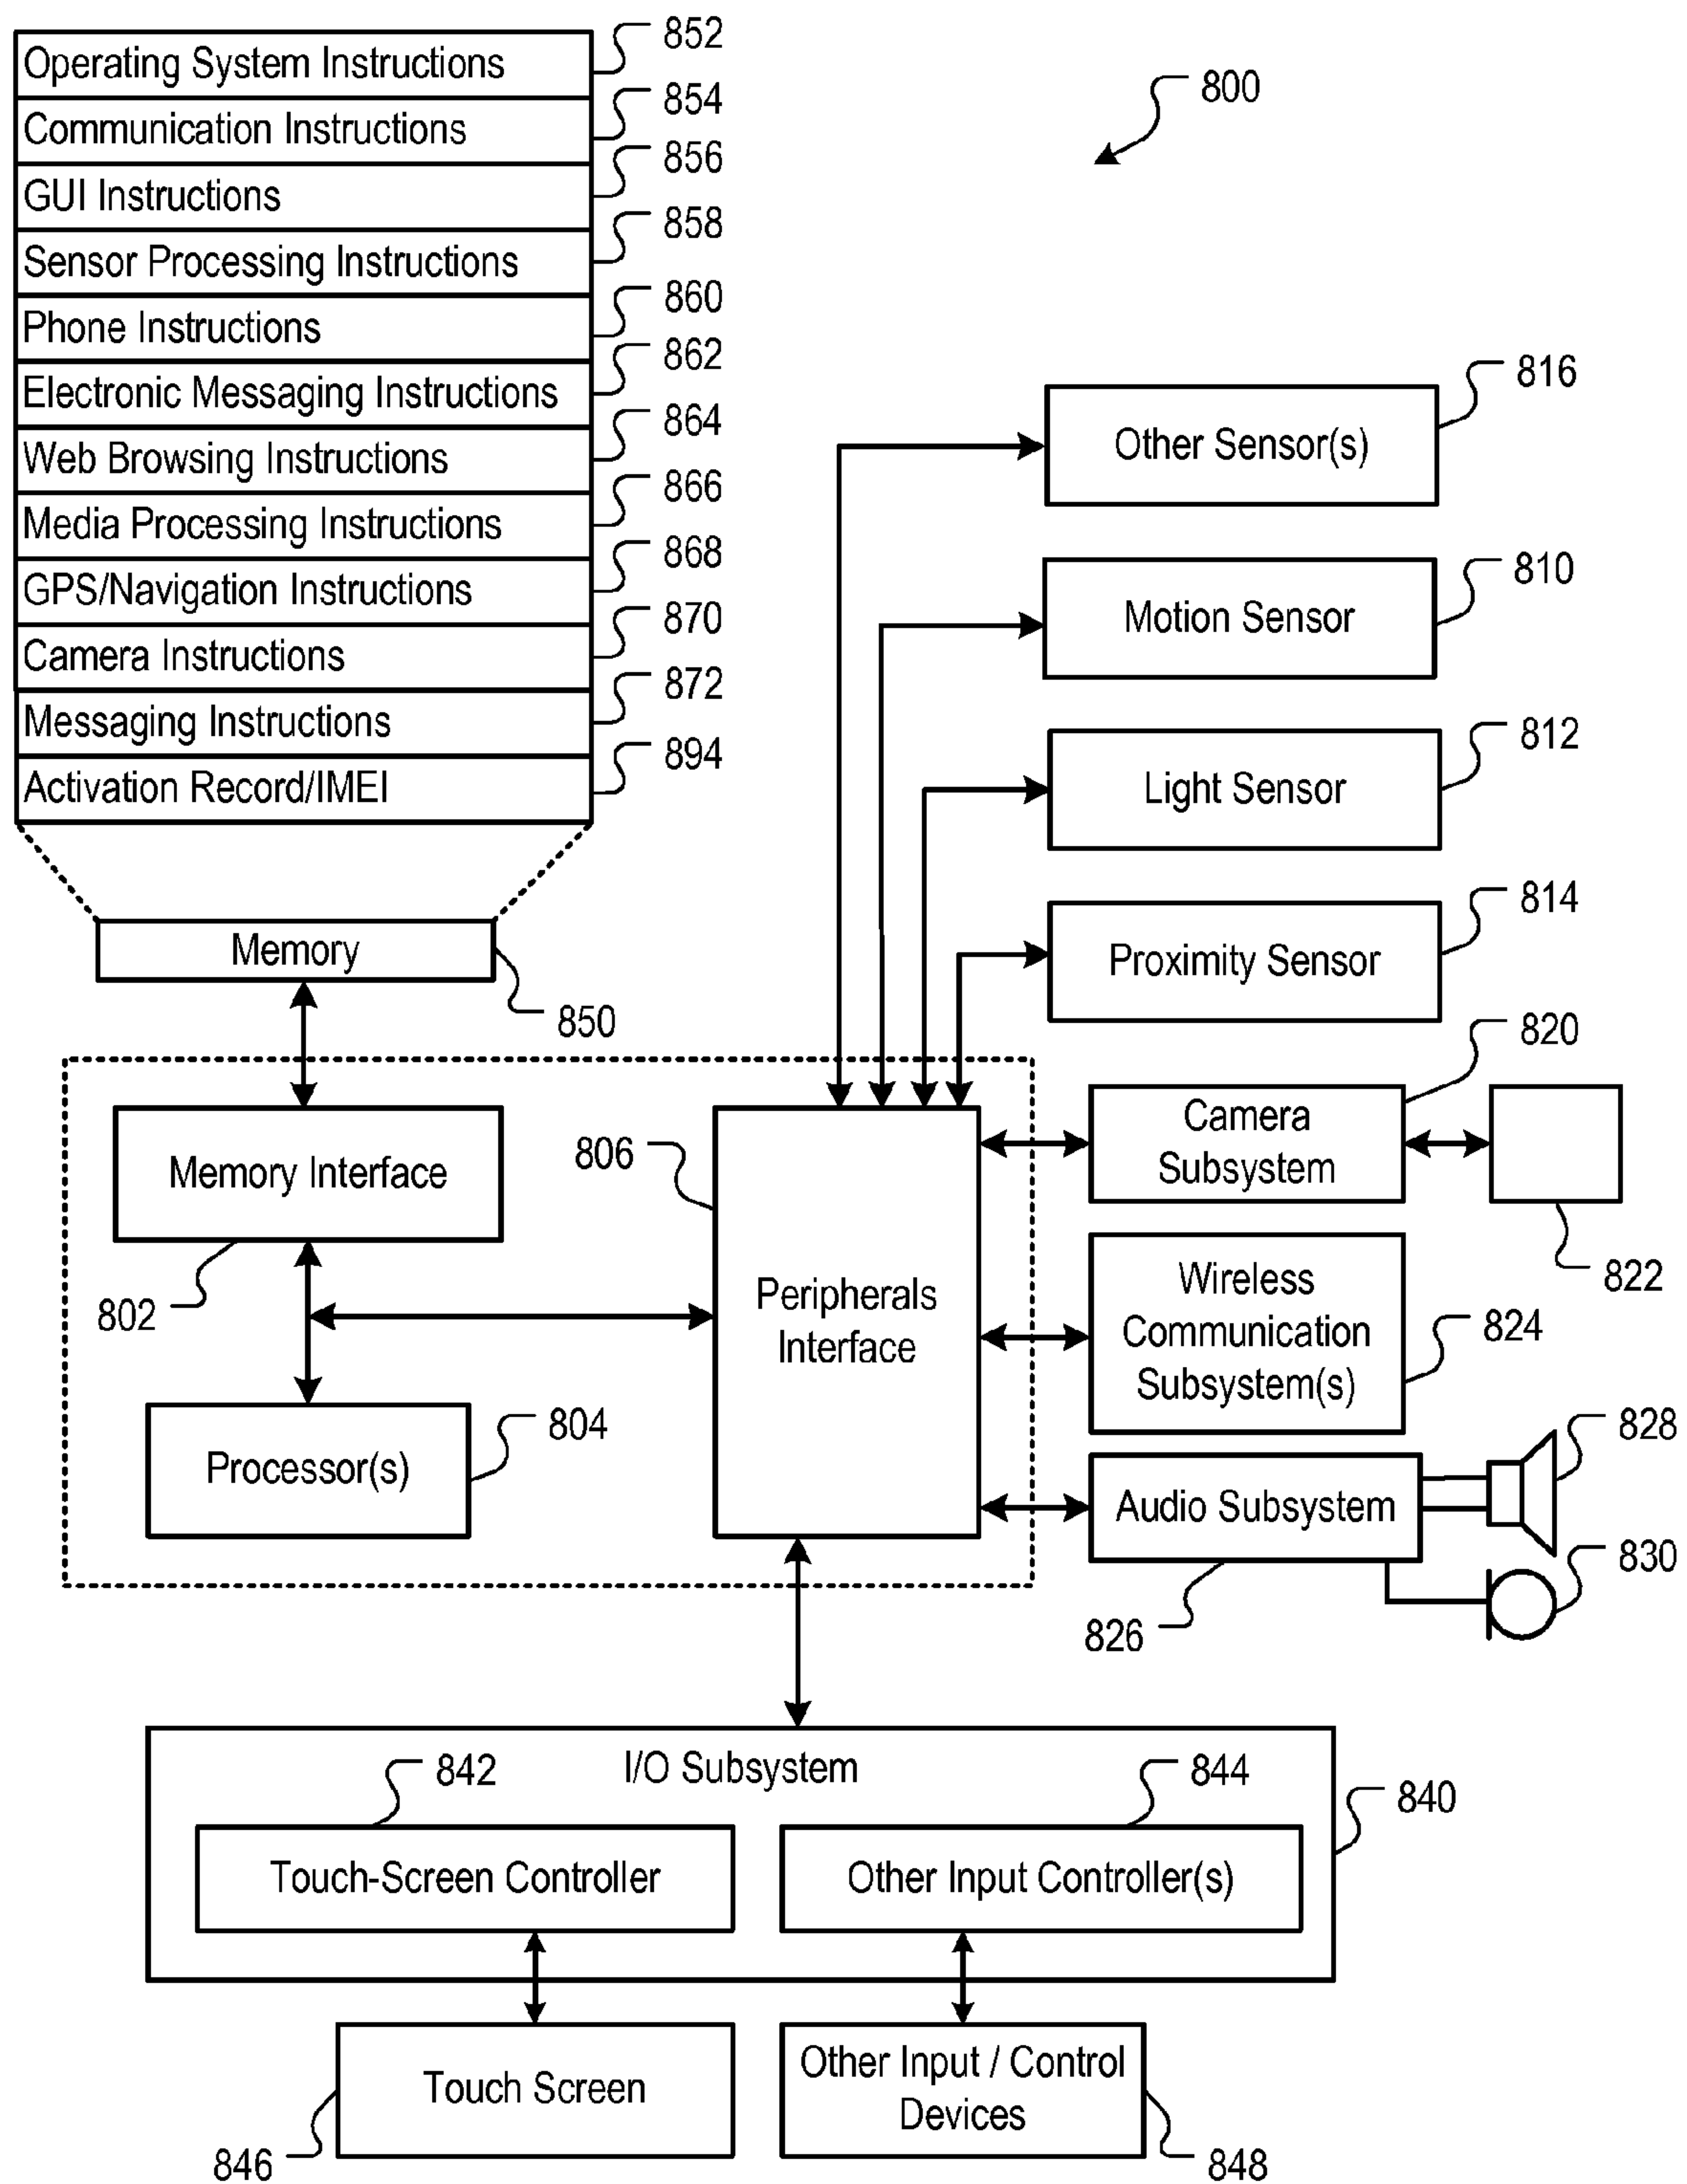 Operating System Instructions 852
Communication Instructions 854
GUI Instructions 856
Sensor Processing Instructions 858
Phone Instructions 860
Electronic Messaging Instructions 862
Web Browsing Instructions 864
Media Processing Instructions 866
GPS/Navigation Instructions 868
Camera Instructions 870
Messaging Instructions 872
Activation Record/IMEI 894
800
Other Sensor(s) 816
Motion Sensor 810
Light Sensor 812
Proximity Sensor 814
Memory
850
Memory Interface
802
Processor(s) 804
806
Peripherals
Interface
Camera
Subsystem
820
822
Wireless
Communication
Subsystem(s)
824
Audio Subsystem
826
828
830
I/O Subsystem
840
842
Touch-Screen Controller
844
Other Input Controller(s)
Touch Screen
846
Other Input / Control
Devices
848